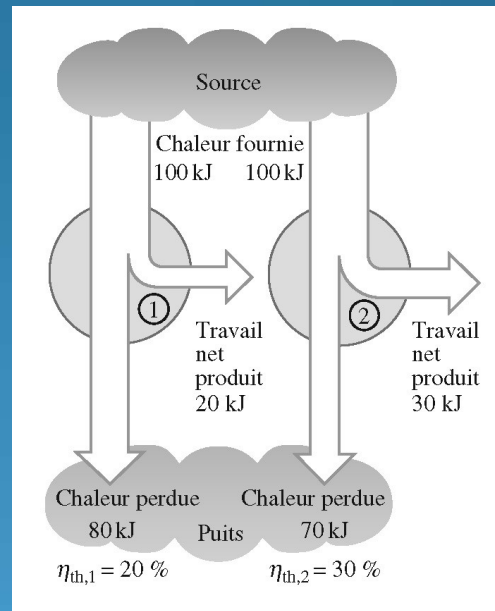 Source
Chaleur fournie
100 kJ 100 kJ
1
2
Travail
net
produit
20 kJ
Travail
net
produit
30 kJ
Chaleur perdue
80 kJ
Chaleur perdue
70 kJ
Puits
ηth,1 = 20 %
ηth,2 = 30 %